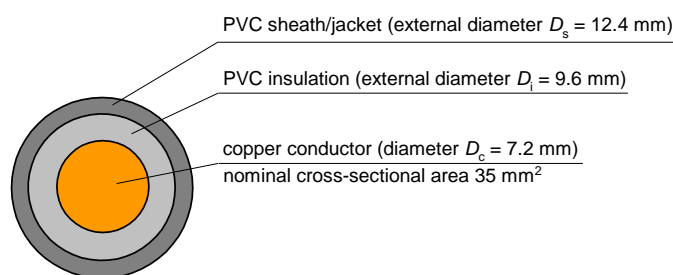 PVC sheath/jacket (external diameter Dₛ = 12.4 mm)
PVC insulation (external diameter Dᵢ = 9.6 mm)
copper conductor (diameter D꜀ = 7.2 mm)
nominal cross-sectional area 35 mm²